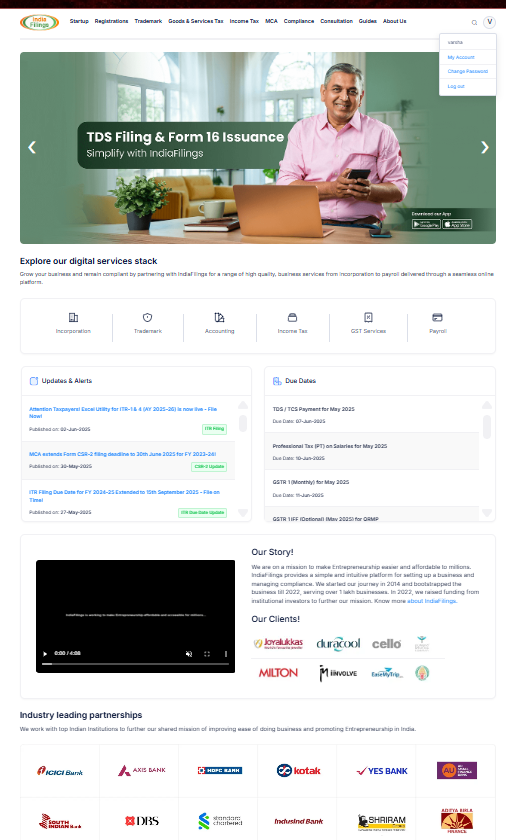 India
Filings
Startup Registrations Trademark Goods & Services Tax Income Tax MCA Compliance Consultation Guides About Us
V
varsha
My Account
Change Password
Log out
TDS Filing & Form 16 Issuance
Simplify with IndiaFilings
Download our App
Google Play App Store
Explore our digital services stack
Grow your business and remain compliant by partnering with IndiaFilings for a range of high quality, business services from incorporation to payroll delivered through a seamless online
platform.
Incorporation Trademark Accounting Income Tax GST Services Payroll
Updates & Alerts
Attention Taxpayers! Excel Utility for ITR-1 & 4 (AY 2025-26) is now live - File
Now!
Published on: 02-Jun-2025 ITR Filing
MCA extends Form CSR-2 filing deadline to 30th June 2025 for FY 2023-24!
Published on: 30-May-2025 CSR-2 Update
ITR Filing Due Date for FY 2024-25 Extended to 15th September 2025 - File on
Time!
Published on: 27-May-2025 ITR Due Date Update
Due Dates
TDS / TCS Payment for May 2025
Due Date: 07-Jun-2025
Professional Tax (PT) on Salaries for May 2025
Due Date: 10-Jun-2025
GSTR 1 (Monthly) for May 2025
Due Date: 11-Jun-2025
GSTR 1 IFF (Optional) (May 2025) for QRMP
IndiaFilings is working to make Entrepreneurship affordable and accessible for millions...
0:00 / 4:08
Our Story!
We are on a mission to make Entrepreneurship easier and affordable to millions.
IndiaFilings provides a simple and intuitive platform for setting up a business and
managing compliance. We started our journey in 2014 and bootstrapped the
business till 2022, serving over 1 lakh businesses. In 2022, we raised funding from
institutional investors to further our mission. Know more about IndiaFilings.
Our Clients!
Joyalukkas duracool cello
MILTON iINVOLVE EaseMyTrip
Industry leading partnerships
We work with top Indian Institutions to further our shared mission of improving ease of doing business and promoting Entrepreneurship in India.
ICICI Bank AXIS BANK HDFC BANK kotak YES BANK AU SMALL FINANCE BANK
SOUTH INDIAN Bank DBS standard chartered IndusInd Bank SHRIRAM ADITYA BIRLA FINANCE